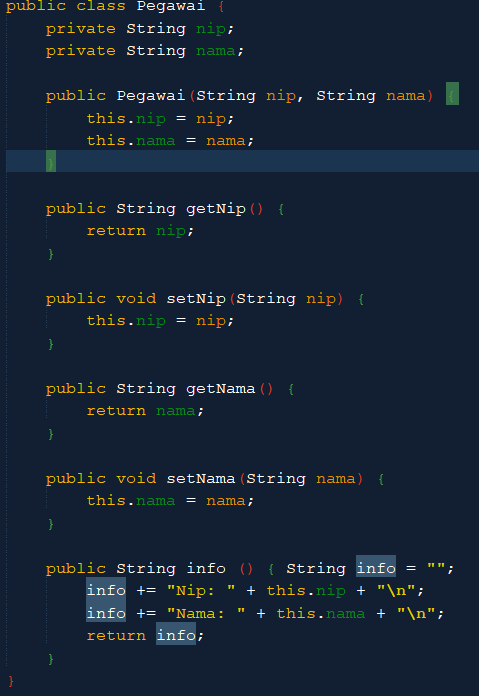 public class Pegawai {
    private String nip;
    private String nama;

    public Pegawai(String nip, String nama) {
        this.nip = nip;
        this.nama = nama;
    }

    public String getNip() {
        return nip;
    }

    public void setNip(String nip) {
        this.nip = nip;
    }

    public String getNama() {
        return nama;
    }

    public void setNama(String nama) {
        this.nama = nama;
    }

    public String info () { String info = "";
        info += "Nip: " + this.nip + "\n";
        info += "Nama: " + this.nama + "\n";
        return info;
    }
}